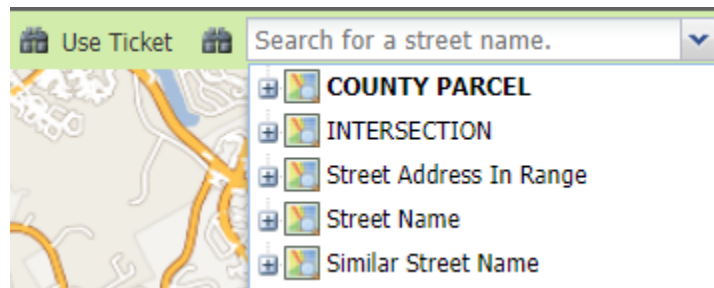 Use Ticket Search for a street name.
COUNTY PARCEL
INTERSECTION
Street Address In Range
Street Name
Similar Street Name